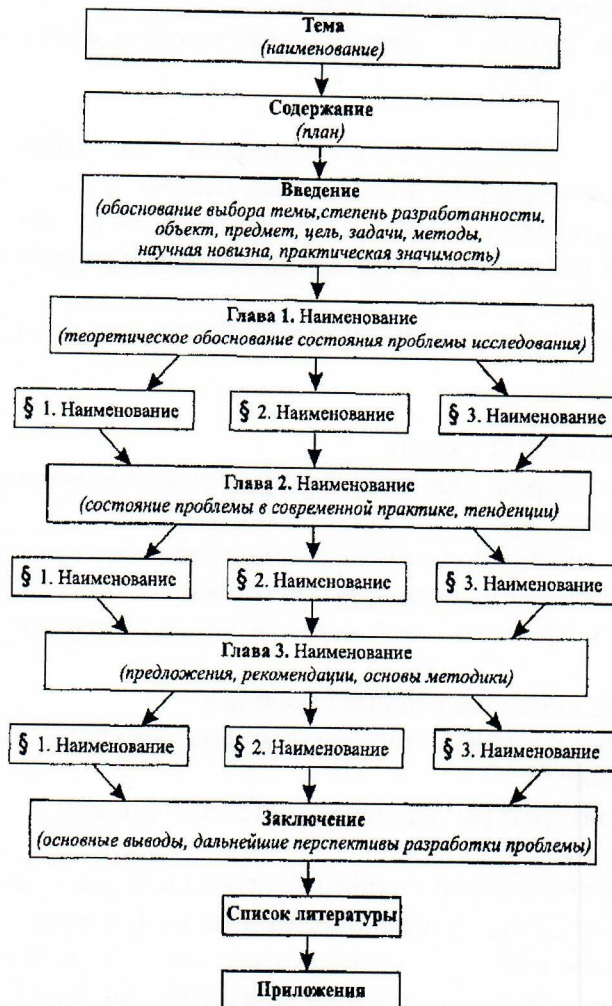 Тема
(наименование)
Содержание
(план)
Введение
(обоснование выбора темы,степень разработанности,
объект, предмет, цель, задачи, методы,
научная новизна, практическая значимость)
Глава 1. Наименование
(теоретическое обоснование состояния проблемы исследования)
§ 1. Наименование
§ 2. Наименование
§ 3. Наименование
Глава 2. Наименование
(состояние проблемы в современной практике, тенденции)
§ 1. Наименование
§ 2. Наименование
§ 3. Наименование
Глава 3. Наименование
(предложения, рекомендации, основы методики)
§ 1. Наименование
§ 2. Наименование
§ 3. Наименование
Заключение
(основные выводы, дальнейшие перспективы разработки проблемы)
Список литературы
Приложения